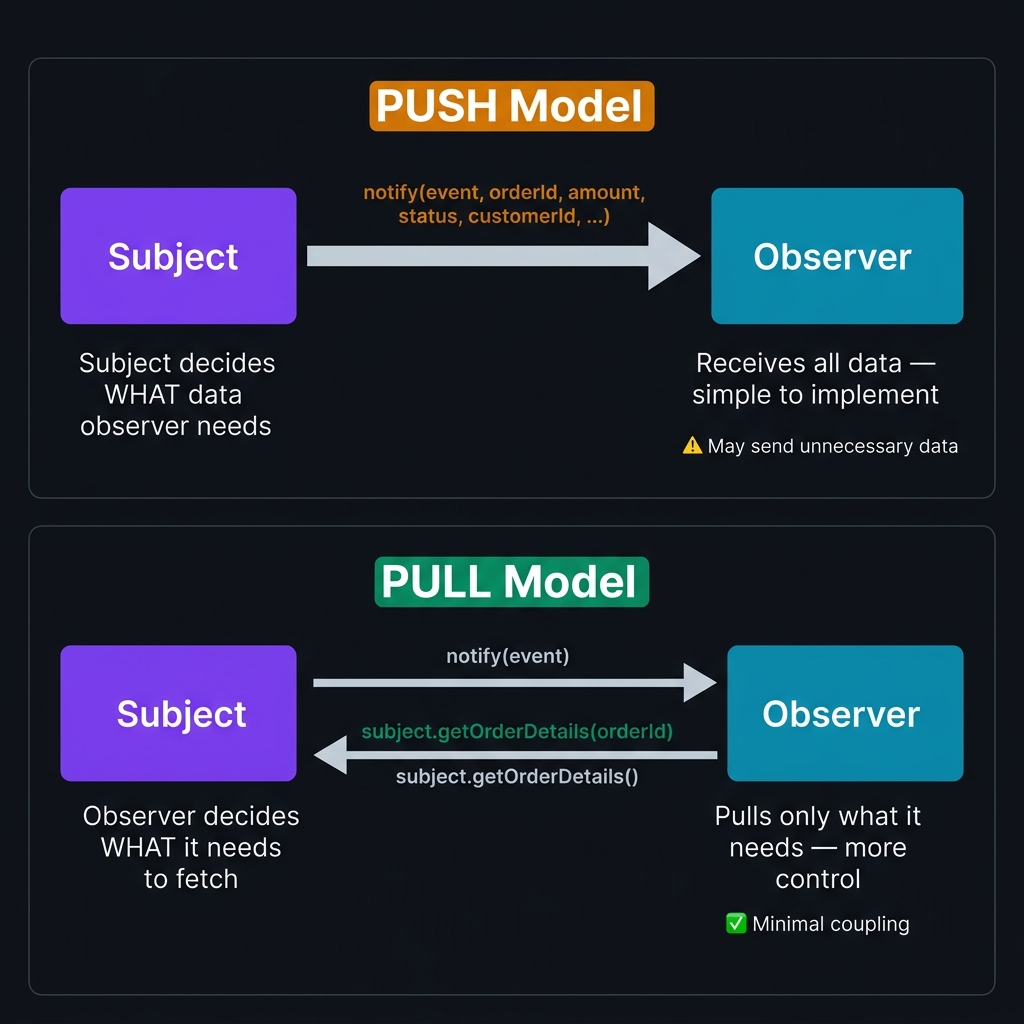 PUSH Model
notify(event, orderId, amount,
status, customerId, ...)
Subject
Observer
Subject decides
WHAT data
observer needs
Receives all data —
simple to implement
⚠️ May send unnecessary data
PULL Model
notify(event)
Subject
Observer
subject.getOrderDetails(orderId)
subject.getOrderDetails()
Observer decides
WHAT it needs
to fetch
Pulls only what it
needs — more
control
✅ Minimal coupling